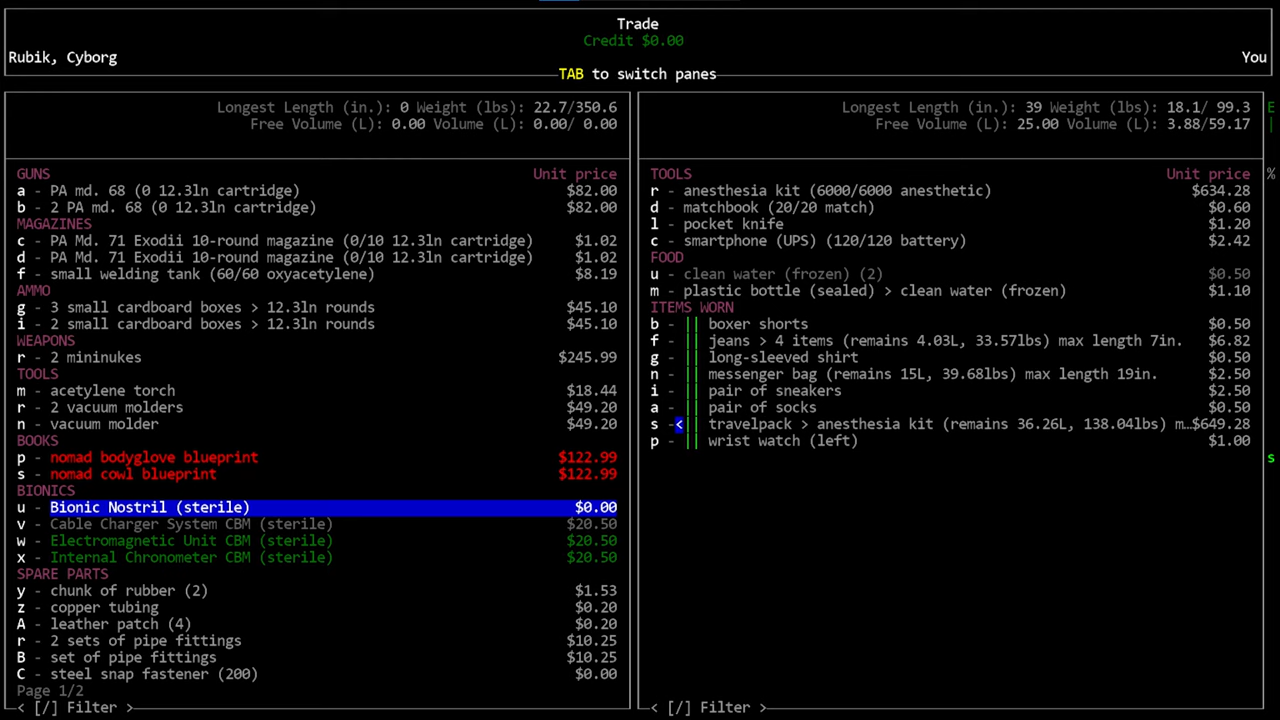 Trade
Credit $0.00
Rubik, Cyborg
You
TAB to switch panes
Longest Length (in.): 0 Weight (lbs): 22.7/350.6
Free Volume (L): 0.00 Volume (L): 0.00/ 0.00
GUNS Unit price
a - PA md. 68 (0 12.3ln cartridge) $82.00
b - 2 PA md. 68 (0 12.3ln cartridge) $82.00
MAGAZINES
c - PA Md. 71 Exodii 10-round magazine (0/10 12.3ln cartridge) $1.02
d - PA Md. 71 Exodii 10-round magazine (0/10 12.3ln cartridge) $1.02
f - small welding tank (60/60 oxyacetylene) $8.19
AMMO
g - 3 small cardboard boxes > 12.3ln rounds $45.10
i - 2 small cardboard boxes > 12.3ln rounds $45.10
WEAPONS
r - 2 mininukes $245.99
TOOLS
m - acetylene torch $18.44
r - 2 vacuum molders $49.20
n - vacuum molder $49.20
BOOKS
p - nomad bodyglove blueprint $122.99
s - nomad cowl blueprint $122.99
BIONICS
u - Bionic Nostril (sterile) $0.00
v - Cable Charger System CBM (sterile) $20.50
w - Electromagnetic Unit CBM (sterile) $20.50
x - Internal Chronometer CBM (sterile) $20.50
SPARE PARTS
y - chunk of rubber (2) $1.53
z - copper tubing $0.20
A - leather patch (4) $0.20
r - 2 sets of pipe fittings $10.25
B - set of pipe fittings $10.25
C - steel snap fastener (200) $0.00
Page 1/2
< [/] Filter >
Longest Length (in.): 39 Weight (lbs): 18.1/ 99.3
Free Volume (L): 25.00 Volume (L): 3.88/59.17
TOOLS Unit price
r - anesthesia kit (6000/6000 anesthetic) $634.28
d - matchbook (20/20 match) $0.60
l - pocket knife $1.20
c - smartphone (UPS) (120/120 battery) $2.42
FOOD
u - clean water (frozen) (2) $0.50
m - plastic bottle (sealed) > clean water (frozen) $1.10
ITEMS WORN
b - || boxer shorts $0.50
f - || jeans > 4 items (remains 4.03L, 33.57lbs) max length 7in. $6.82
g - || long-sleeved shirt $0.50
n - || messenger bag (remains 15L, 39.68lbs) max length 19in. $2.50
i - || pair of sneakers $2.50
a - || pair of socks $0.50
s -< || travelpack > anesthesia kit (remains 36.26L, 138.04lbs) m…$649.28
p - || wrist watch (left) $1.00
< [/] Filter >
E
|
%
s